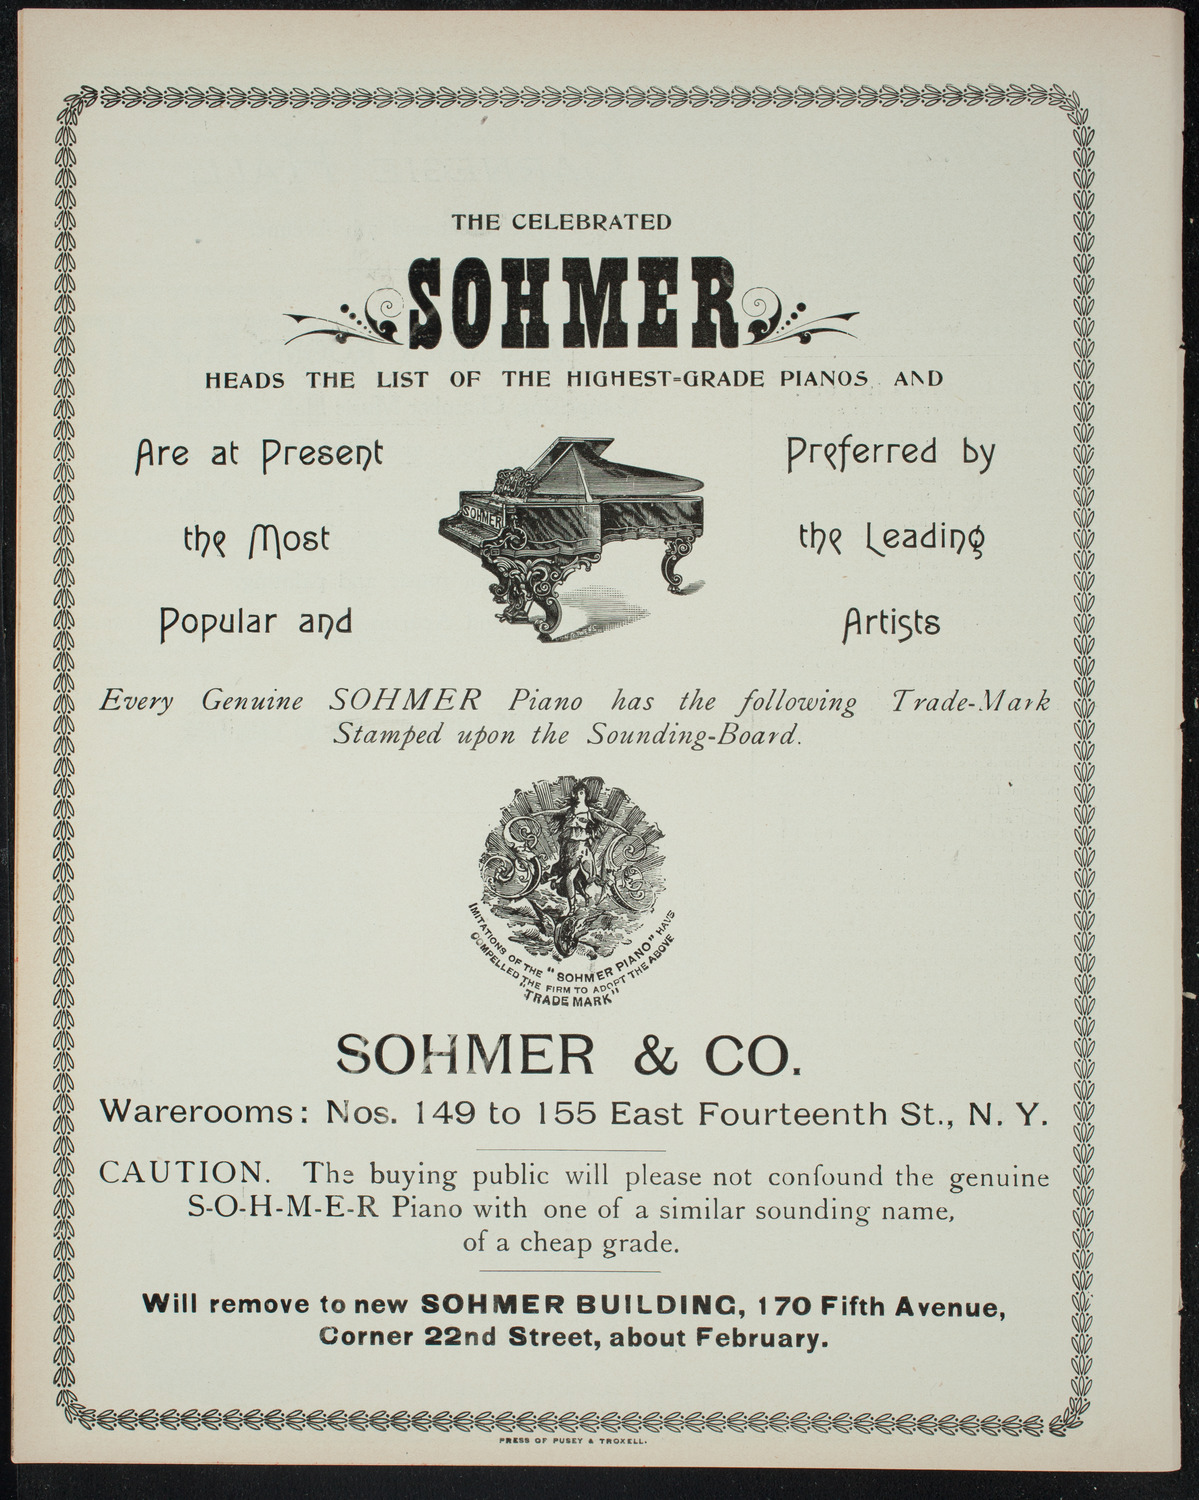 THE CELEBRATED
SOHMER
HEADS THE LIST OF THE HIGHEST=GRADE PIANOS AND
Are at Present
the Most
Popular and
SOHMER
Preferred by
the Leading
Artists
Every Genuine SOHMER Piano has the following Trade-Mark
Stamped upon the Sounding-Board.
IMITATIONS OF THE "SOHMER PIANO" HAVE
COMPELLED THE FIRM TO ADOPT THE ABOVE
"TRADE MARK"
SOHMER & CO.
Warerooms: Nos. 149 to 155 East Fourteenth St., N. Y.
CAUTION. The buying public will please not confound the genuine
S-O-H-M-E-R Piano with one of a similar sounding name,
of a cheap grade.
Will remove to new SOHMER BUILDING, 170 Fifth Avenue,
Corner 22nd Street, about February.
PRESS OF PUSEY & TROXELL.